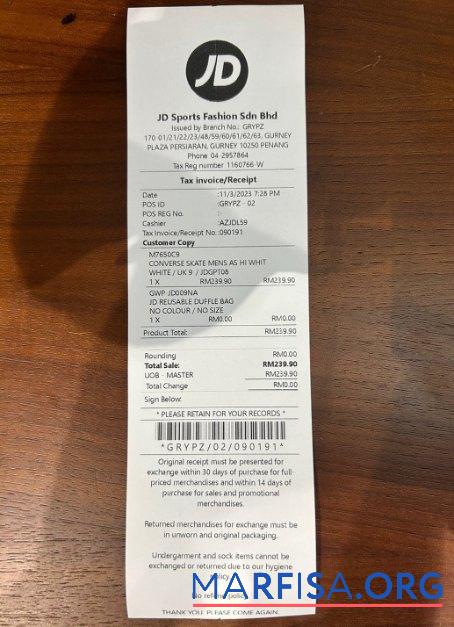 JD
JD Sports Fashion Sdn Bhd
Issued by Branch No.: GRYPZ
170-01/21/22/23/48/59/60/61/62/63, GURNEY
PLAZA PERSIARAN, GURNEY 10250 PENANG
Phone 04-2957864
Tax Reg number 1160766-W
Tax invoice/Receipt
Date :11/3/2023 7:28 PM
POS ID :GRYPZ - 02
POS REG No. :-
Cashier :AZJDL59
Tax Invoice/Receipt No.:090191
Customer Copy
M7650C9
CONVERSE SKATE MENS AS HI WHIT
WHITE / UK 9 / JDGPT08
1 X RM239.90 RM239.90
GWP JD009NA
JD REUSABLE DUFFLE BAG
NO COLOUR / NO SIZE
1 X RM0.00 RM0.00
Product Total: RM239.90
Rounding RM0.00
Total Sale: RM239.90
UOB - MASTER RM239.90
Total Change RM0.00
Sign Below:
* PLEASE RETAIN FOR YOUR RECORDS *
*GRYPZ/02/090191*
Original receipt must be presented for
exchange within 30 days of purchase for full-
priced merchandises and within 14 days of
purchase for sales and promotional
merchandises.
Returned merchandises for exchange must be
in unworn and original packaging.
Undergarment and sock items cannot be
exchanged or returned due to our hygiene
policy.
No refund policy.
THANK YOU, PLEASE COME AGAIN.
MARFISA.ORG